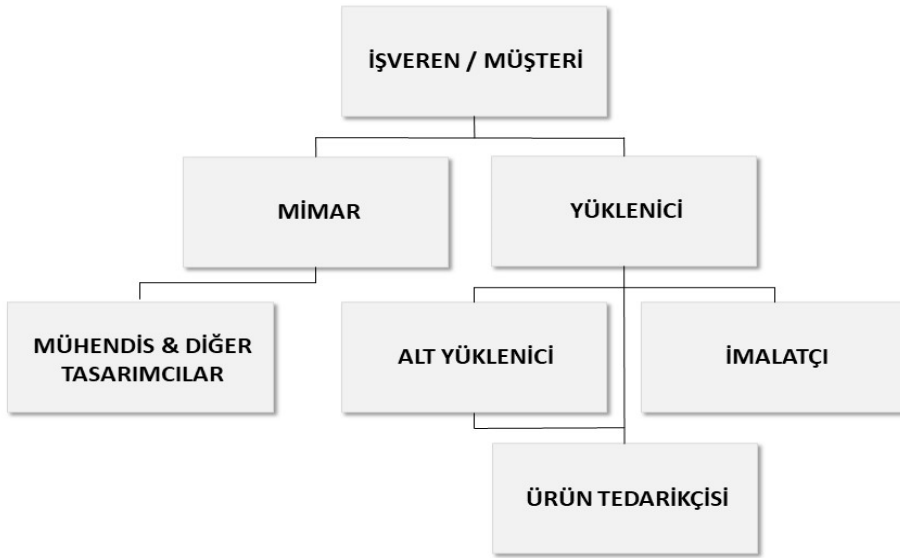 İŞVEREN / MÜŞTERİ
MİMAR
YÜKLENİCİ
MÜHENDİS & DİĞER
TASARIMCILAR
ALT YÜKLENİCİ
İMALATÇI
ÜRÜN TEDARİKÇİSİ